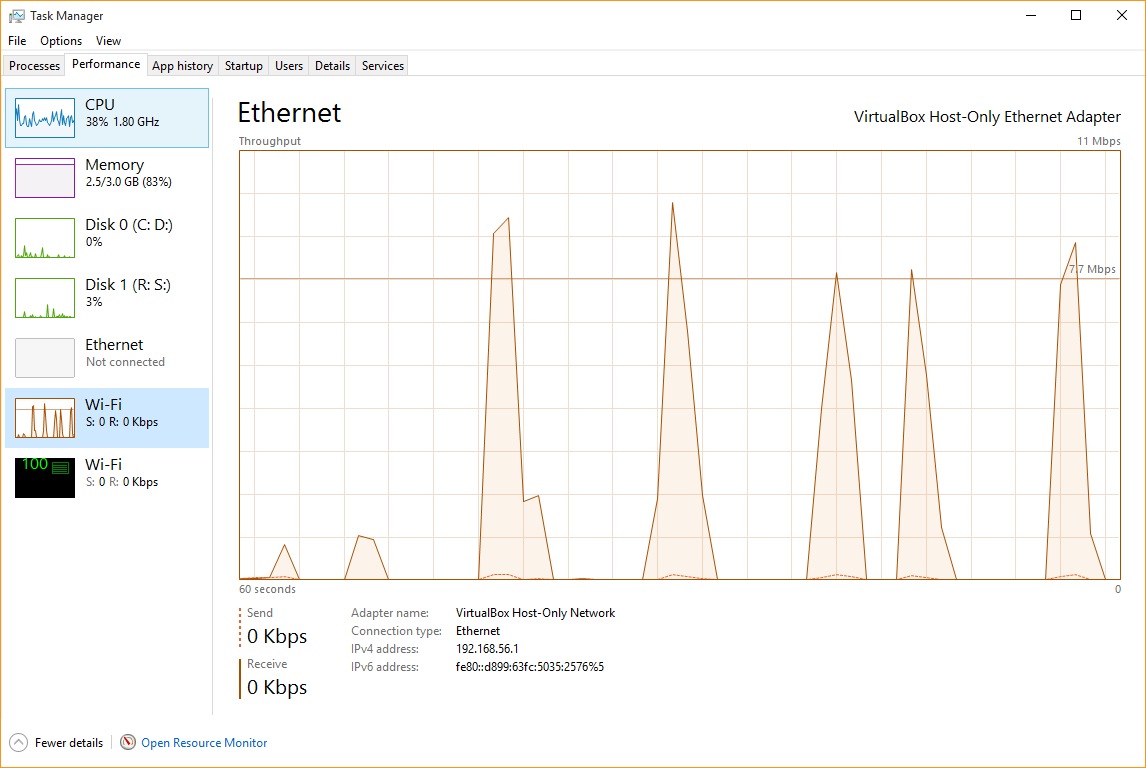 Task Manager
File Options View
Processes Performance App history Startup Users Details Services
CPU
38% 1.80 GHz
Memory
2.5/3.0 GB (83%)
Disk 0 (C: D:)
0%
Disk 1 (R: S:)
3%
Ethernet
Not connected
Wi-Fi
S: 0 R: 0 Kbps
100
Wi-Fi
S: 0 R: 0 Kbps
Ethernet
VirtualBox Host-Only Ethernet Adapter
Throughput
11 Mbps
7.7 Mbps
60 seconds
0
Send
0 Kbps
Receive
0 Kbps
Adapter name: VirtualBox Host-Only Network
Connection type: Ethernet
IPv4 address: 192.168.56.1
IPv6 address: fe80::d899:63fc:5035:2576%5
Fewer details
Open Resource Monitor